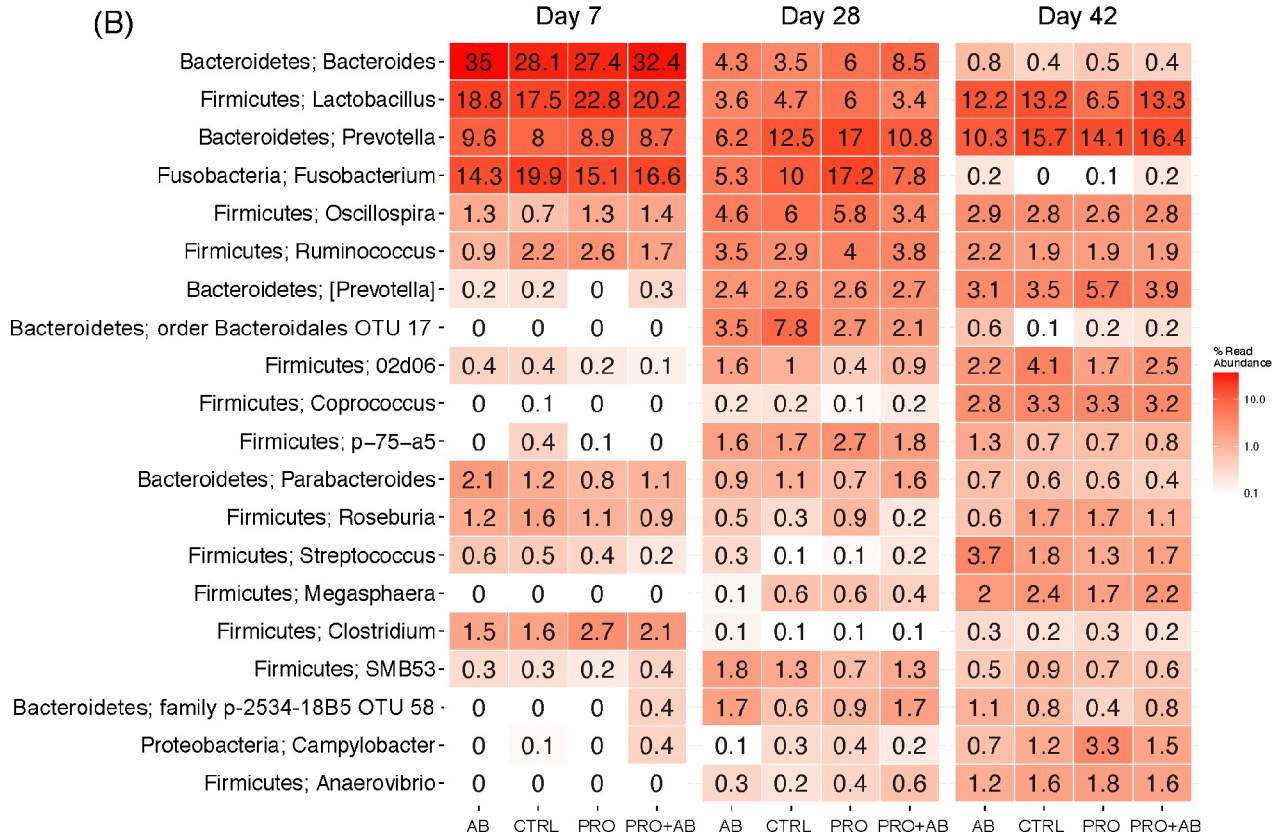 (B)
Day 7 Day 28 Day 42
Bacteroidetes; Bacteroides 35 28.1 27.4 32.4 4.3 3.5 6 8.5 0.8 0.4 0.5 0.4
Firmicutes; Lactobacillus 18.8 17.5 22.8 20.2 3.6 4.7 6 3.4 12.2 13.2 6.5 13.3
Bacteroidetes; Prevotella 9.6 8 8.9 8.7 6.2 12.5 17 10.8 10.3 15.7 14.1 16.4
Fusobacteria; Fusobacterium 14.3 19.9 15.1 16.6 5.3 10 17.2 7.8 0.2 0 0.1 0.2
Firmicutes; Oscillospira 1.3 0.7 1.3 1.4 4.6 6 5.8 3.4 2.9 2.8 2.6 2.8
Firmicutes; Ruminococcus 0.9 2.2 2.6 1.7 3.5 2.9 4 3.8 2.2 1.9 1.9 1.9
Bacteroidetes; [Prevotella] 0.2 0.2 0 0.3 2.4 2.6 2.6 2.7 3.1 3.5 5.7 3.9
Bacteroidetes; order Bacteroidales OTU 17 0 0 0 0 3.5 7.8 2.7 2.1 0.6 0.1 0.2 0.2
Firmicutes; 02d06 0.4 0.4 0.2 0.1 1.6 1 0.4 0.9 2.2 4.1 1.7 2.5
Firmicutes; Coprococcus 0 0.1 0 0 0.2 0.2 0.1 0.2 2.8 3.3 3.3 3.2
Firmicutes; p−75−a5 0 0.4 0.1 0 1.6 1.7 2.7 1.8 1.3 0.7 0.7 0.8
Bacteroidetes; Parabacteroides 2.1 1.2 0.8 1.1 0.9 1.1 0.7 1.6 0.7 0.6 0.6 0.4
Firmicutes; Roseburia 1.2 1.6 1.1 0.9 0.5 0.3 0.9 0.2 0.6 1.7 1.7 1.1
Firmicutes; Streptococcus 0.6 0.5 0.4 0.2 0.3 0.1 0.1 0.2 3.7 1.8 1.3 1.7
Firmicutes; Megasphaera 0 0 0 0 0.1 0.6 0.6 0.4 2 2.4 1.7 2.2
Firmicutes; Clostridium 1.5 1.6 2.7 2.1 0.1 0.1 0.1 0.1 0.3 0.2 0.3 0.2
Firmicutes; SMB53 0.3 0.3 0.2 0.4 1.8 1.3 0.7 1.3 0.5 0.9 0.7 0.6
Bacteroidetes; family p-2534-18B5 OTU 58 0 0 0 0.4 1.7 0.6 0.9 1.7 1.1 0.8 0.4 0.8
Proteobacteria; Campylobacter 0 0.1 0 0.4 0.1 0.3 0.4 0.2 0.7 1.2 3.3 1.5
Firmicutes; Anaerovibrio 0 0 0 0 0.3 0.2 0.4 0.6 1.2 1.6 1.8 1.6
AB CTRL PRO PRO+AB AB CTRL PRO PRO+AB AB CTRL PRO PRO+AB
% Read
Abundance
10.0
1.0
0.1